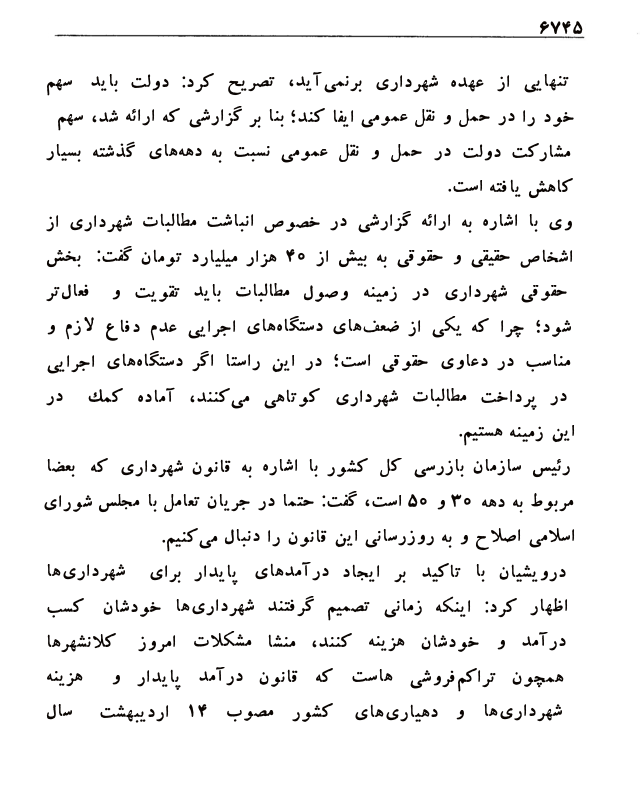 ۶۷۴۵
تنهایی از عهده شهرداری برنمی‌آید، تصریح کرد: دولت باید سهم
خود را در حمل و نقل عمومی ایفا کند؛ بنا بر گزارشی که ارائه شد، سهم
مشارکت دولت در حمل و نقل عمومی نسبت به دهه‌های گذشته بسیار
کاهش یافته است.
وی با اشاره به ارائه گزارشی در خصوص انباشت مطالبات شهرداری از
اشخاص حقیقی و حقوقی به بیش از ۴۰ هزار میلیارد تومان گفت: بخش
حقوقی شهرداری در زمینه وصول مطالبات باید تقویت و فعال‌تر
شود؛ چرا که یکی از ضعف‌های دستگاه‌های اجرایی عدم دفاع لازم و
مناسب در دعاوی حقوقی است؛ در این راستا اگر دستگاه‌های اجرایی
در پرداخت مطالبات شهرداری کوتاهی می‌کنند، آماده کمك در
این زمینه هستیم.
رئیس سازمان بازرسی کل کشور با اشاره به قانون شهرداری که بعضا
مربوط به دهه ۳۰ و ۵۰ است، گفت: حتما در جریان تعامل با مجلس شورای
اسلامی اصلاح و به روزرسانی این قانون را دنبال می‌کنیم.
درویشیان با تاکید بر ایجاد درآمدهای پایدار برای شهرداری‌ها
اظهار کرد: اینکه زمانی تصمیم گرفتند شهرداری‌ها خودشان کسب
درآمد و خودشان هزینه کنند، منشا مشکلات امروز کلانشهرها
همچون تراکم‌فروشی هاست که قانون درآمد پایدار و هزینه
شهرداری‌ها و دهیاری‌های کشور مصوب ۱۴ اردیبهشت سال